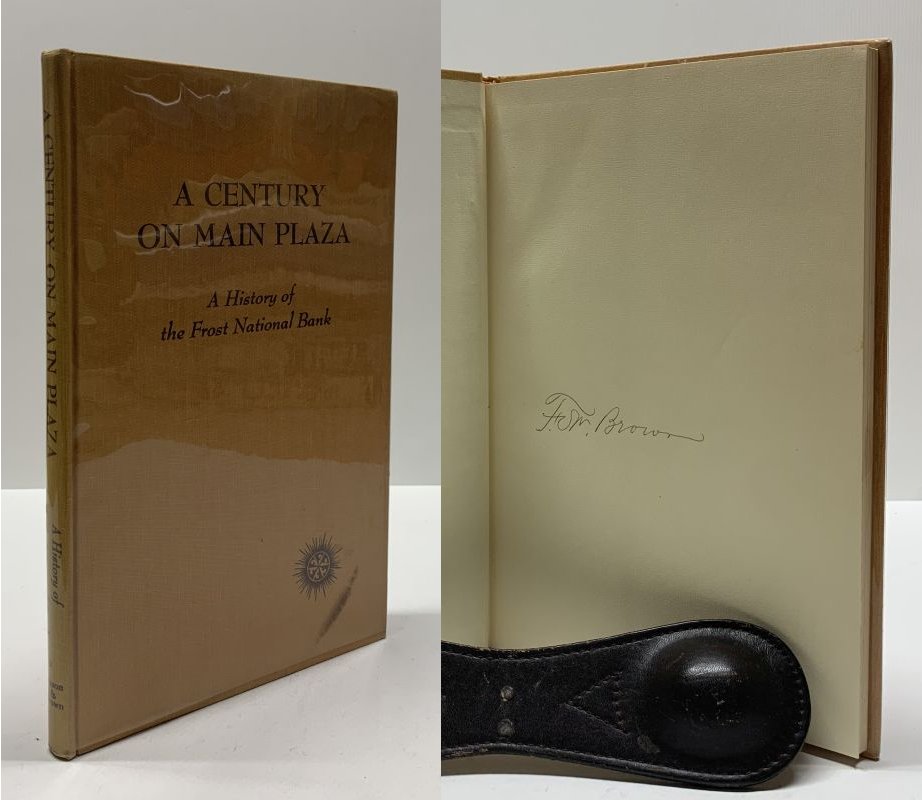 A CENTURY
ON MAIN PLAZA
A History of
the Frost National Bank
A CENTURY ON MAIN PLAZA A History of
Brown